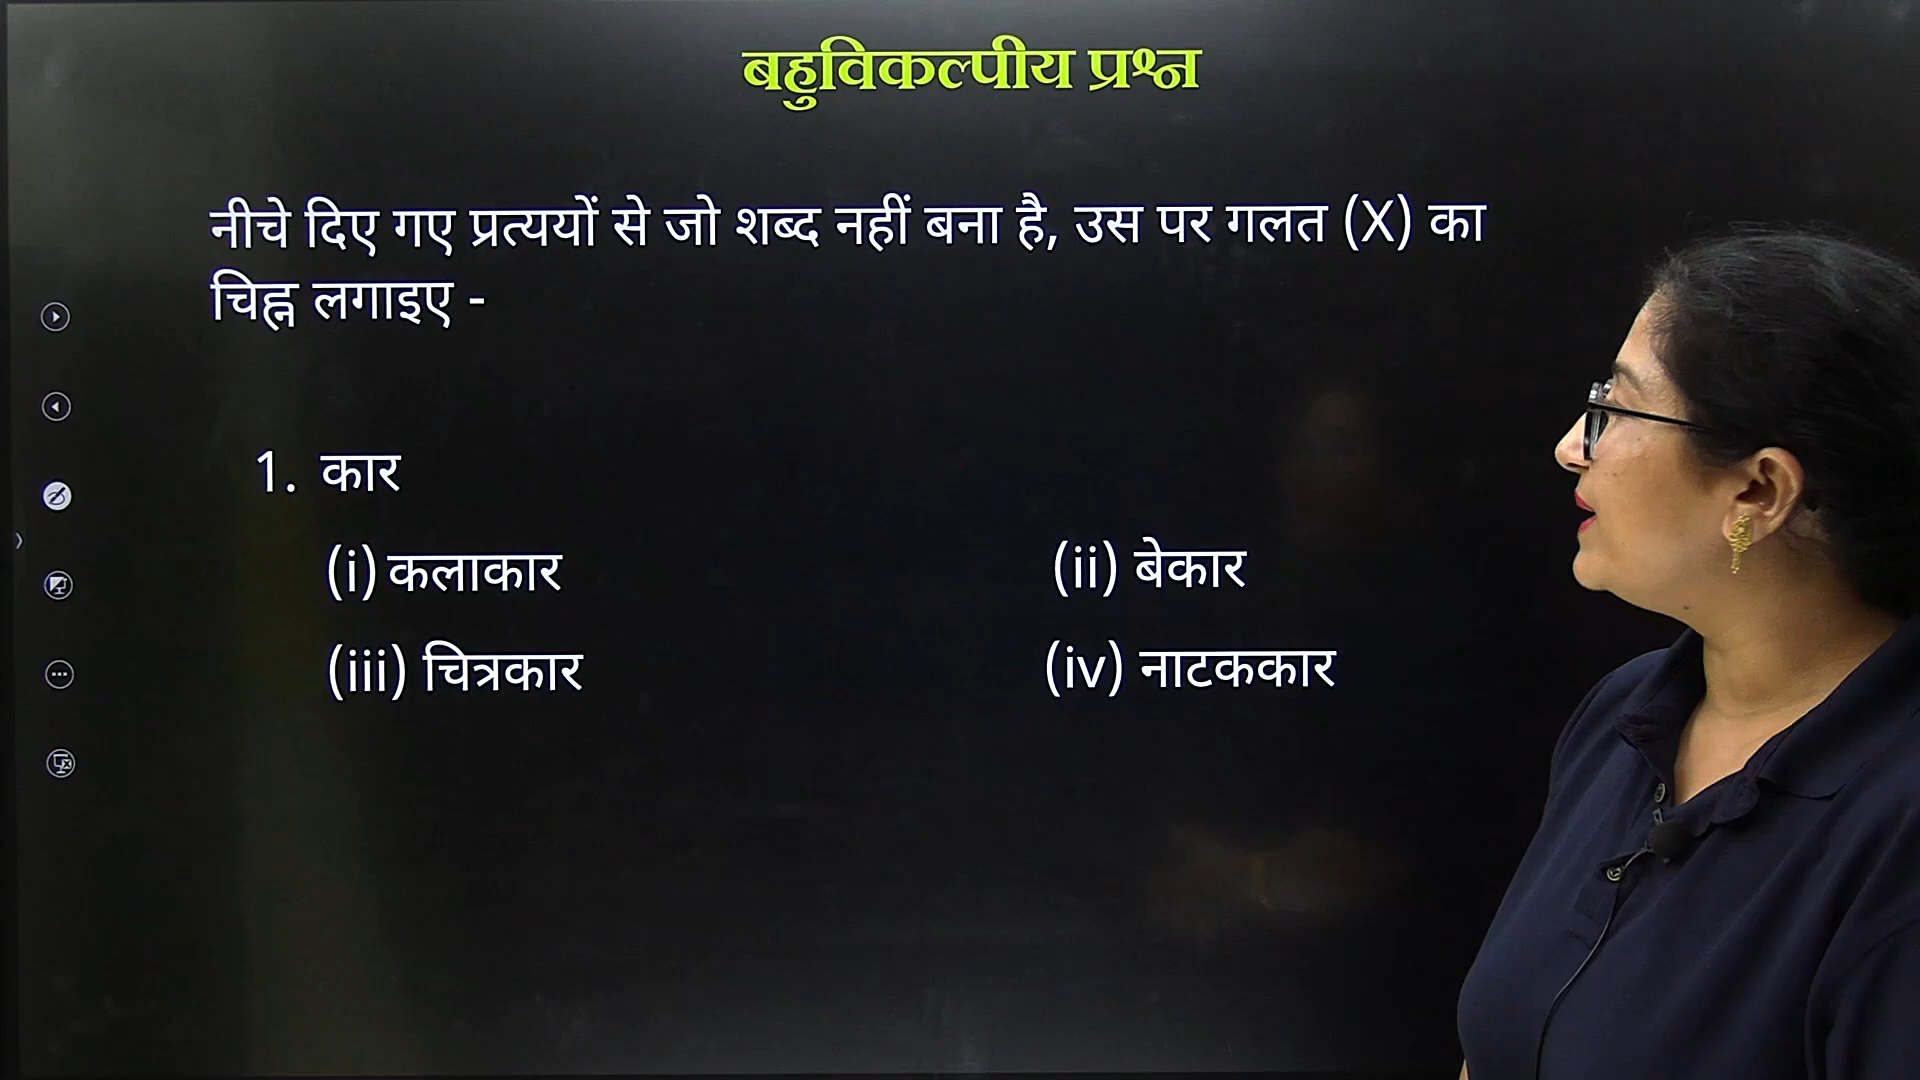 बहुविकल्पीय प्रश्न
नीचे दिए गए प्रत्ययों से जो शब्द नहीं बना है, उस पर गलत (X) का
चिह्न लगाइए -
1. कार
(i) कलाकार
(ii) बेकार
(iii) चित्रकार
(iv) नाटककार